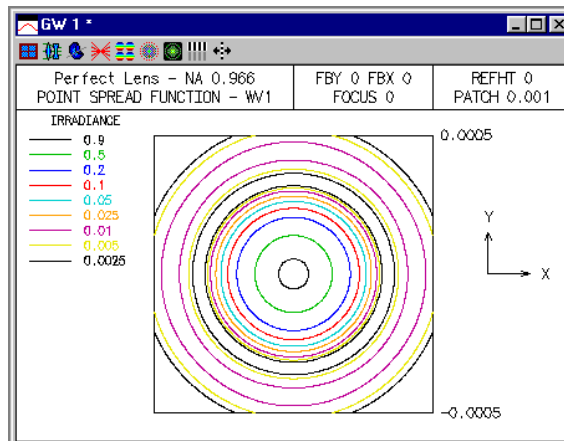 GW 1 *
Perfect Lens - NA 0.966
POINT SPREAD FUNCTION - WV1
FBY 0 FBX 0
FOCUS 0
REFHT 0
PATCH 0.001
IRRADIANCE
0.9
0.5
0.2
0.1
0.05
0.025
0.01
0.005
0.0025
0.0005
Y
X
-0.0005